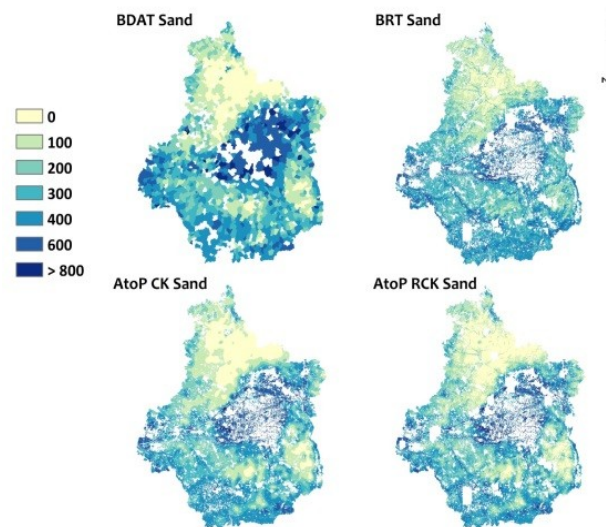 BDAT Sand
BRT Sand
0
100
200
300
400
600
> 800
AtoP CK Sand
AtoP RCK Sand